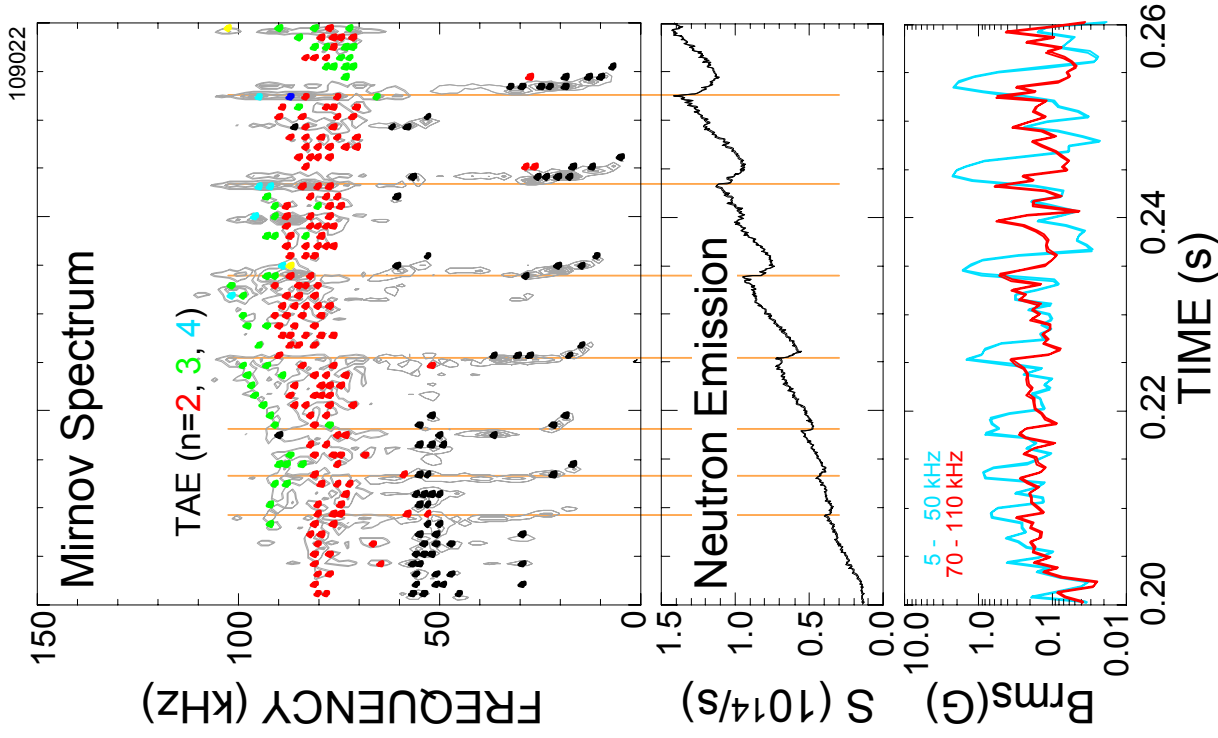 109022
Mirnov Spectrum
TAE (n=2, 3, 4)
150
100
50
0
FREQUENCY (kHz)
Neutron Emission
1.5
1.0
0.5
0.0
S (10¹⁴/s)
5 - 50 kHz
70 - 110 kHz
10.0
1.0
0.1
0.01
Brms(G)
0.20
0.22
0.24
0.26
TIME (s)